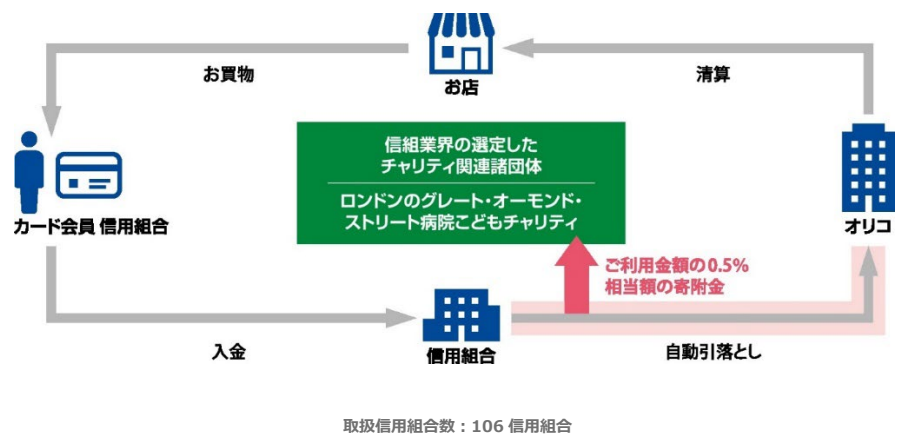 お買物
お店
清算
信組業界の選定した
チャリティ関連諸団体
ロンドンのグレート・オーモンド・
ストリート病院こどもチャリティ
カード会員 信用組合
オリコ
ご利用金額の0.5%
相当額の寄附金
入金
信用組合
自動引落とし
取扱信用組合数：106 信用組合